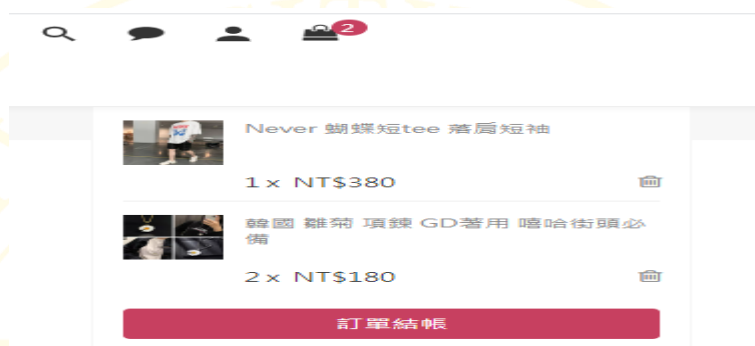 2
Never 蝴蝶短tee 落肩短袖
1 x NT$380
韓國 雛菊 項鍊 GD著用 嘻哈街頭必
備
2 x NT$180
訂單結帳